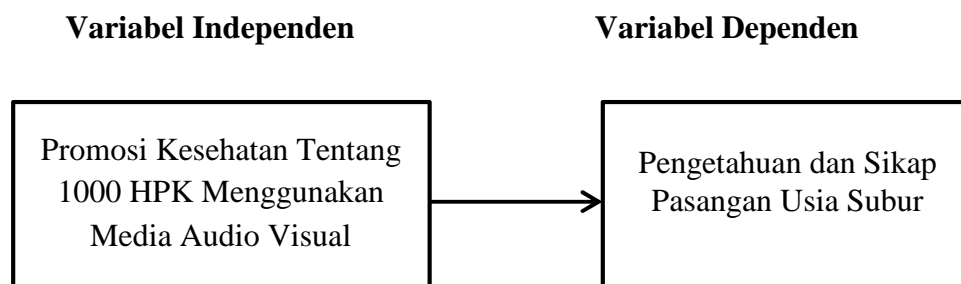 Variabel Independen
Variabel Dependen
Promosi Kesehatan Tentang
1000 HPK Menggunakan
Media Audio Visual
Pengetahuan dan Sikap
Pasangan Usia Subur